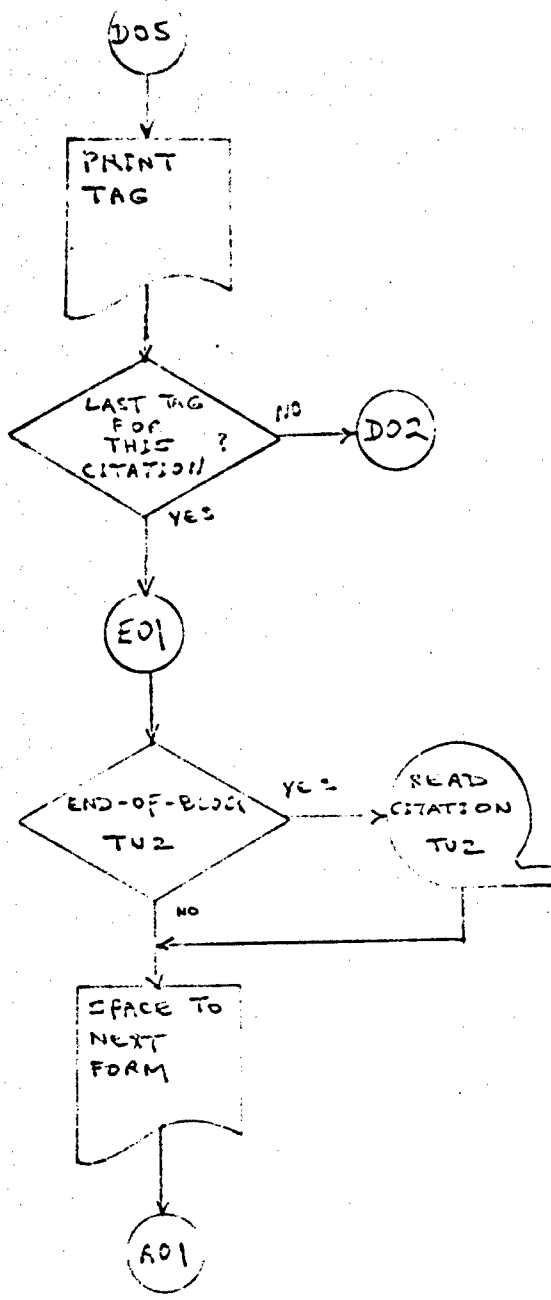 D05
PRINT
TAG
LAST TAG
FOR
THIS ?
CITATION
NO
D02
YES
E01
END-OF-BLOCK
TU2
YES
READ
CITATION
TU2
NO
SPACE TO
NEXT
FORM
A01